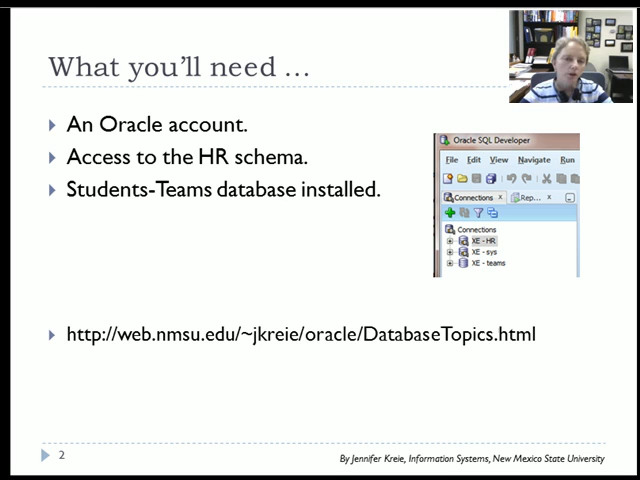 What you'll need …
An Oracle account.
Access to the HR schema.
Students-Teams database installed.
Oracle SQL Developer
File Edit View Navigate Run
Connections Rep...
Connections
XE - HR
XE - sys
XE - teams
http://web.nmsu.edu/~jkreie/oracle/DatabaseTopics.html
2
By Jennifer Kreie, Information Systems, New Mexico State University